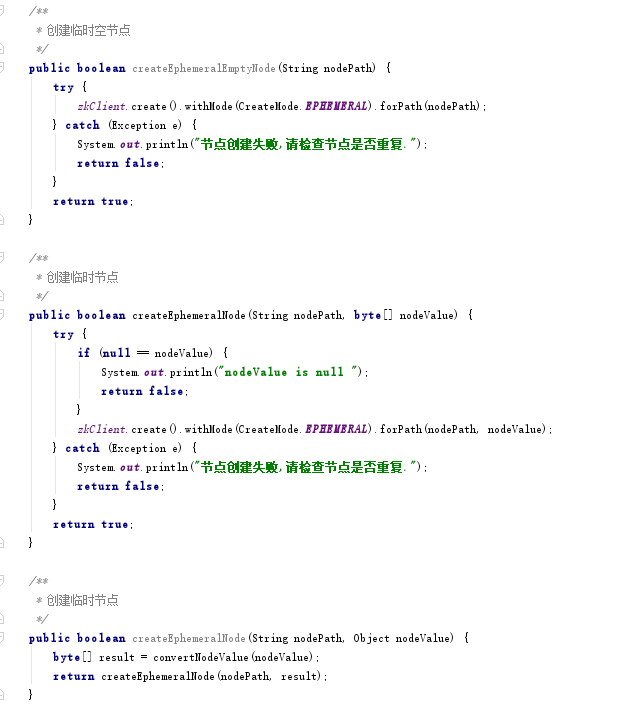 /**
 * 创建临时空节点
 */
public boolean createEphemeralEmptyNode(String nodePath) {
    try {
        zkClient.create().withMode(CreateMode.EPHEMERAL).forPath(nodePath);
    } catch (Exception e) {
        System.out.println("节点创建失败,请检查节点是否重复.");
        return false;
    }
    return true;
}

/**
 * 创建临时节点
 */
public boolean createEphemeralNode(String nodePath, byte[] nodeValue) {
    try {
        if (null == nodeValue) {
            System.out.println("nodeValue is null ");
            return false;
        }
        zkClient.create().withMode(CreateMode.EPHEMERAL).forPath(nodePath, nodeValue);
    } catch (Exception e) {
        System.out.println("节点创建失败,请检查节点是否重复.");
        return false;
    }
    return true;
}

/**
 * 创建临时节点
 */
public boolean createEphemeralNode(String nodePath, Object nodeValue) {
    byte[] result = convertNodeValue(nodeValue);
    return createEphemeralNode(nodePath, result);
}